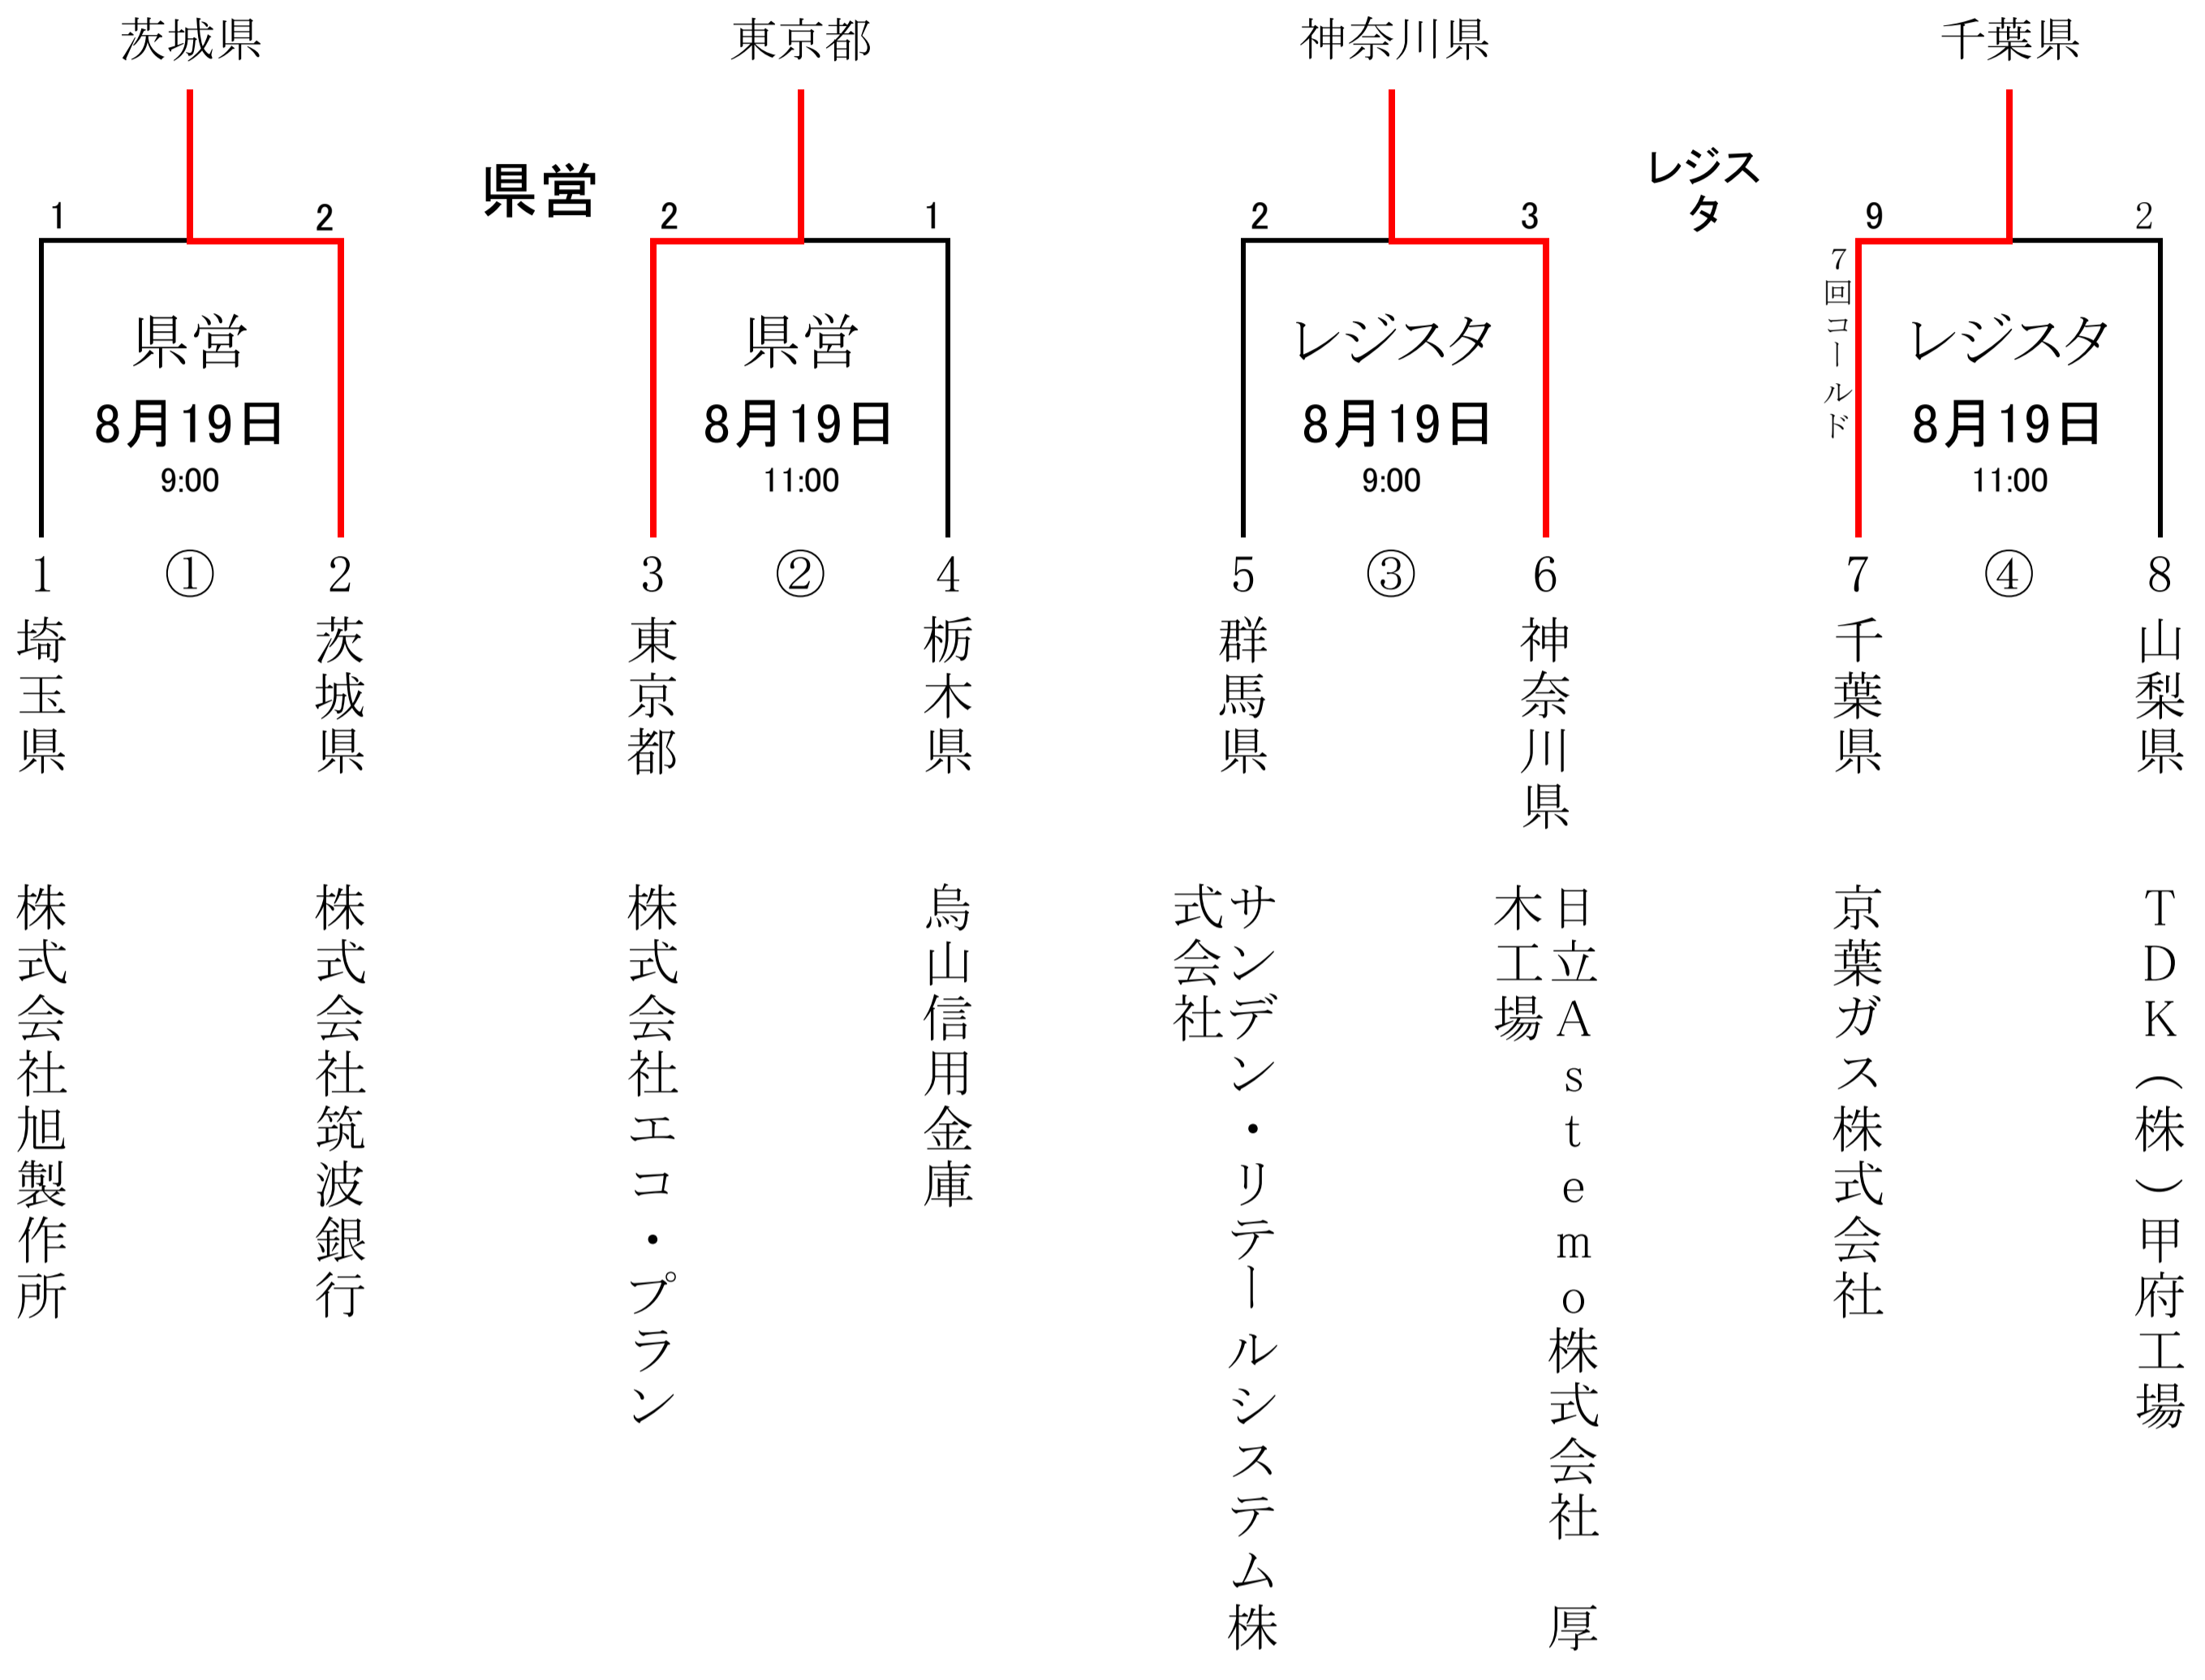 茨城県
東京都
神奈川県
千葉県
県営
レジス
タ
1
2
2
1
2
3
9
2
7回コールド
県営
8月19日
9:00
県営
8月19日
11:00
レジスタ
8月19日
9:00
レジスタ
8月19日
11:00
1
①
2
3
②
4
5
③
6
7
④
8
埼玉県
茨城県
東京都
栃木県
群馬県
神奈川県
千葉県
山梨県
株式会社旭製作所
株式会社筑波銀行
株式会社エコ・プラン
烏山信用金庫
サンデン・リテールシステム株
式会社
日立Astemo株式会社 厚
木工場
京葉ガス株式会社
TDK(株)甲府工場